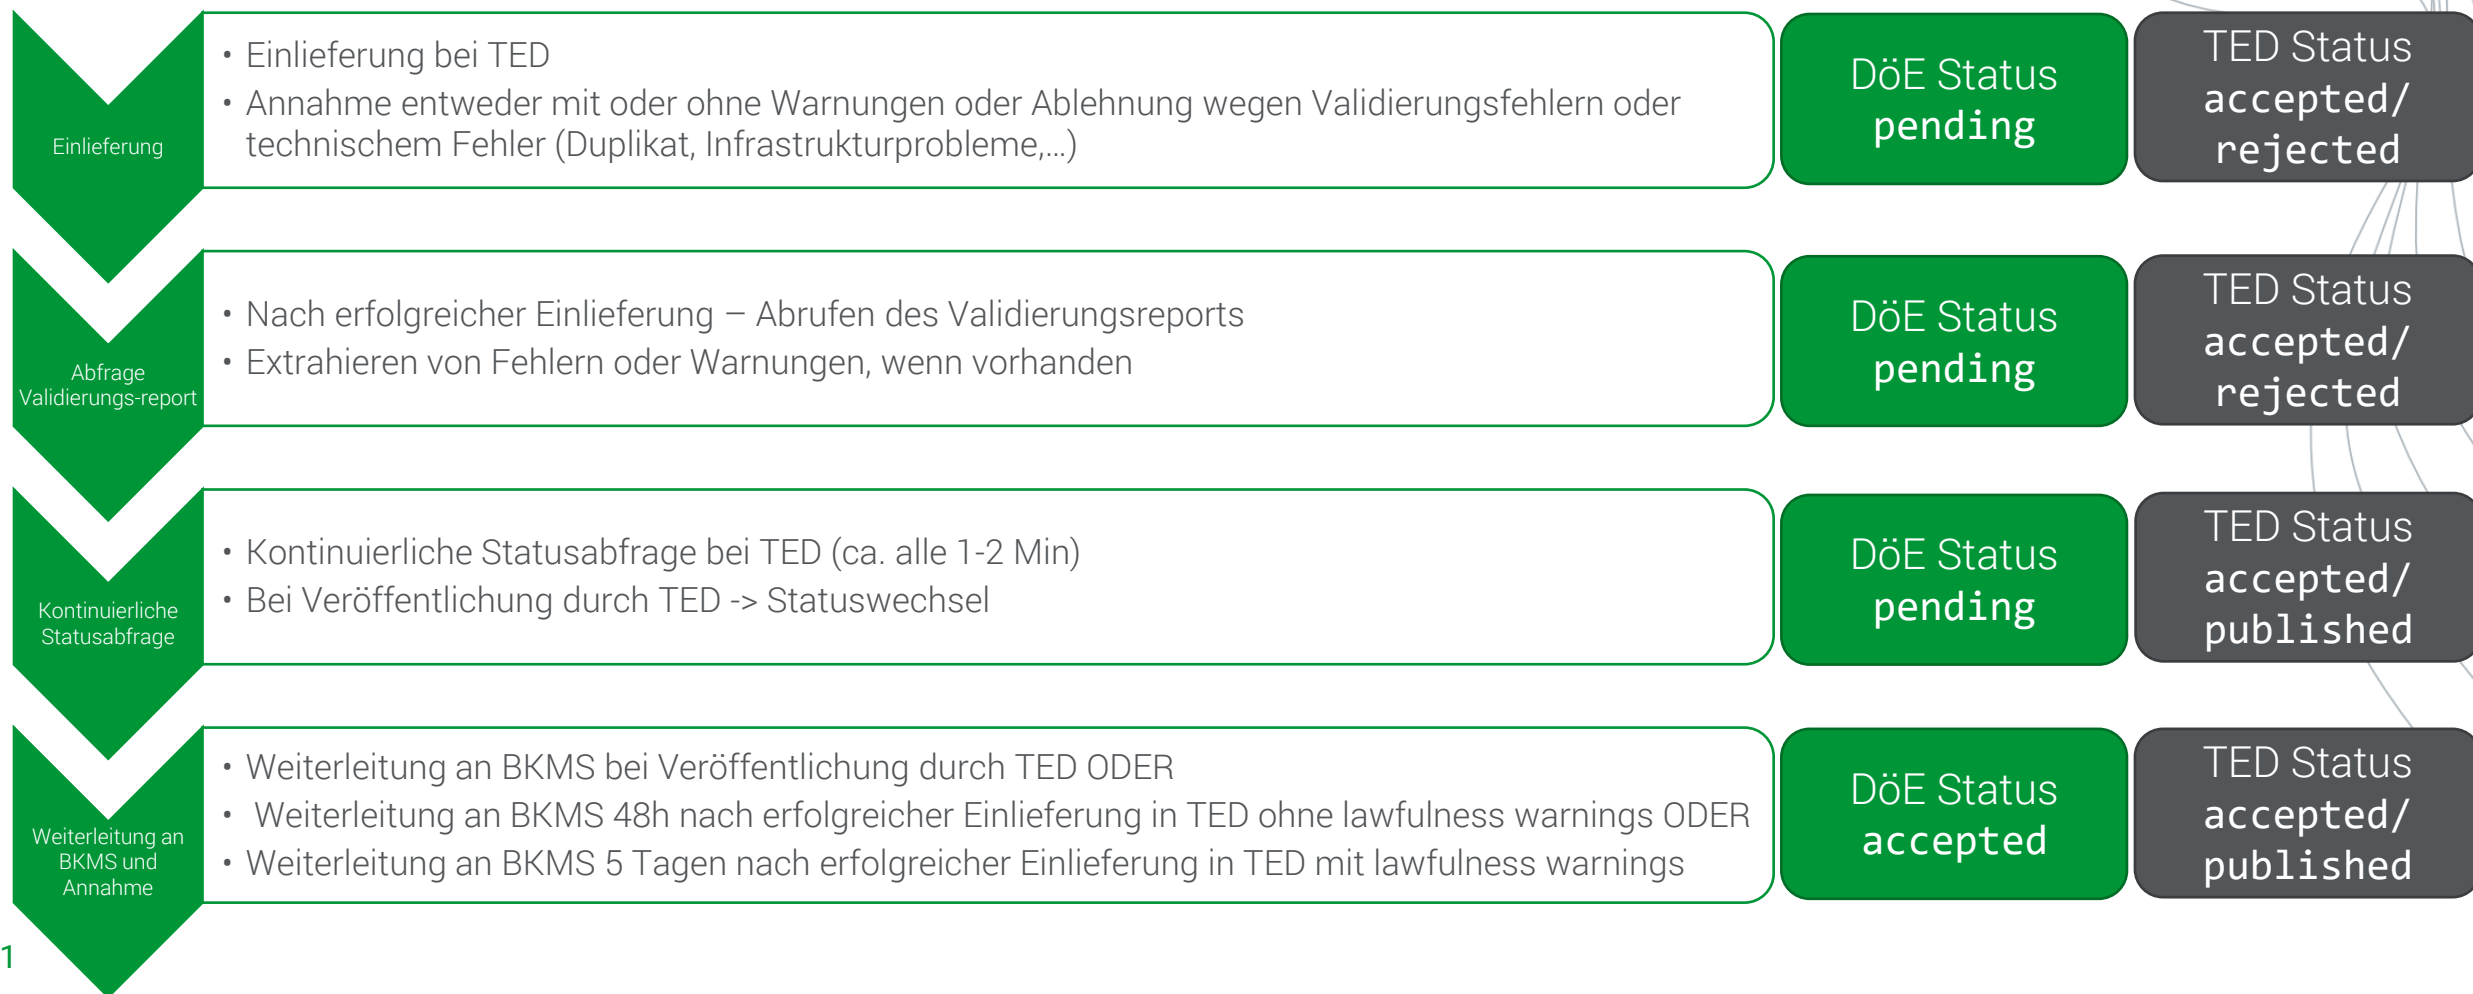 Einlieferung
• Einlieferung bei TED
• Annahme entweder mit oder ohne Warnungen oder Ablehnung wegen Validierungsfehlern oder
technischem Fehler (Duplikat, Infrastrukturprobleme,…)
DöE Status
pending
TED Status
accepted/
rejected
Abfrage
Validierungs-report
• Nach erfolgreicher Einlieferung – Abrufen des Validierungsreports
• Extrahieren von Fehlern oder Warnungen, wenn vorhanden
DöE Status
pending
TED Status
accepted/
rejected
Kontinuierliche
Statusabfrage
• Kontinuierliche Statusabfrage bei TED (ca. alle 1-2 Min)
• Bei Veröffentlichung durch TED -> Statuswechsel
DöE Status
pending
TED Status
accepted/
published
Weiterleitung an
BKMS und
Annahme
• Weiterleitung an BKMS bei Veröffentlichung durch TED ODER
• Weiterleitung an BKMS 48h nach erfolgreicher Einlieferung in TED ohne lawfulness warnings ODER
• Weiterleitung an BKMS 5 Tagen nach erfolgreicher Einlieferung in TED mit lawfulness warnings
DöE Status
accepted
TED Status
accepted/
published
1